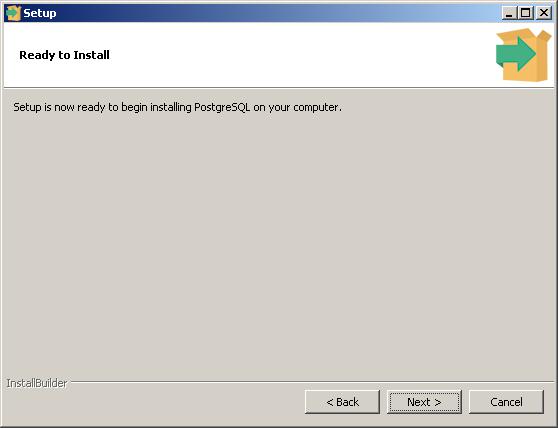 Setup
Ready to Install
Setup is now ready to begin installing PostgreSQL on your computer.
InstallBuilder
< Back
Next >
Cancel